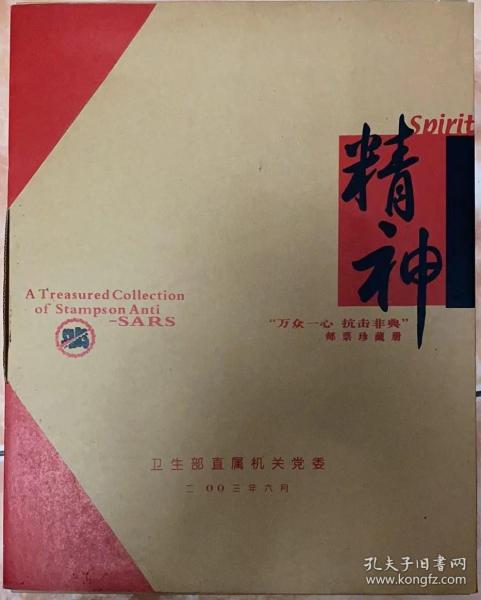 Spirit
精神
A Treasured Collection
of Stampson Anti
-SARS
“万众一心 抗击非典”
邮票珍藏册
卫生部直属机关党委
二00三年六月
孔夫子旧书网
www.kongfz.com